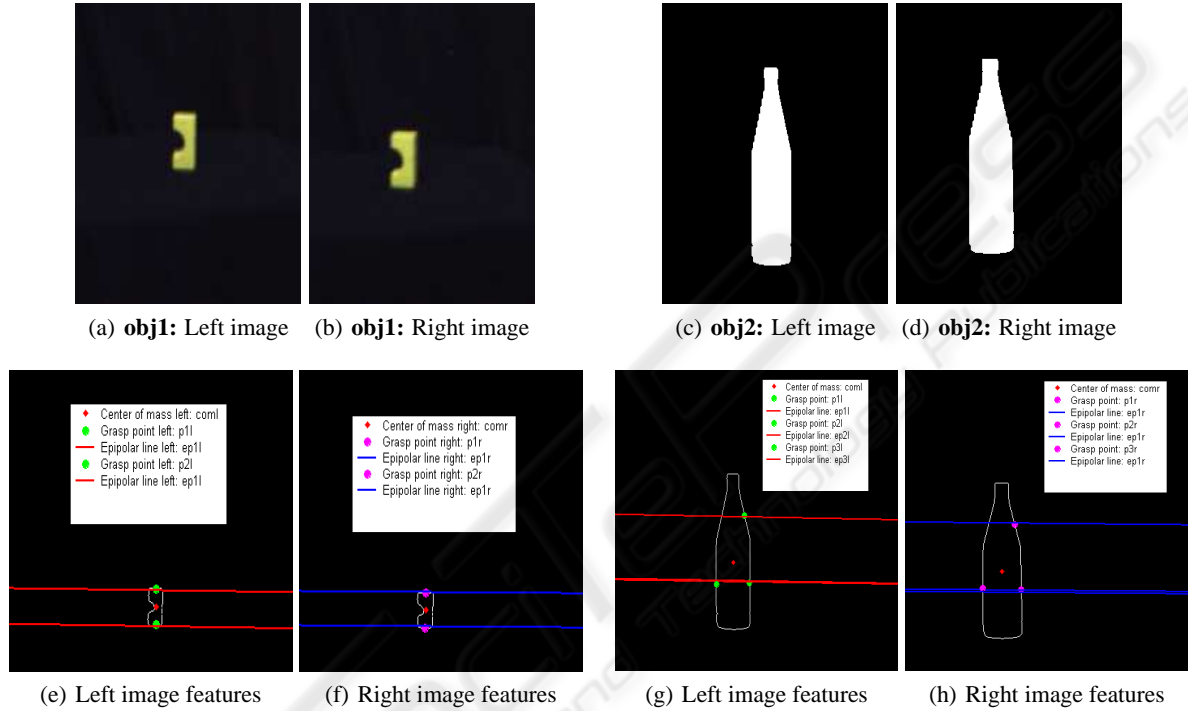 (a) obj1: Left image
(b) obj1: Right image
(c) obj2: Left image
(d) obj2: Right image
Center of mass left: coml
Grasp point left: p1l
Epipolar line left: ep1l
Grasp point left: p2l
Epipolar line left: ep1l
Center of mass right: comr
Grasp point right: p1r
Epipolar line right: ep1r
Grasp point right: p2r
Epipolar line right: ep1r
Center of mass: coml
Grasp point: p1l
Epipolar line: ep1l
Grasp point: p2l
Epipolar line: ep2l
Grasp point: p3l
Epipolar line: ep3l
Center of mass: comr
Grasp point: p1r
Epipolar line: ep1r
Grasp point: p2r
Epipolar line: ep1r
Grasp point: p3r
Epipolar line: ep1r
(e) Left image features
(f) Right image features
(g) Left image features
(h) Right image features